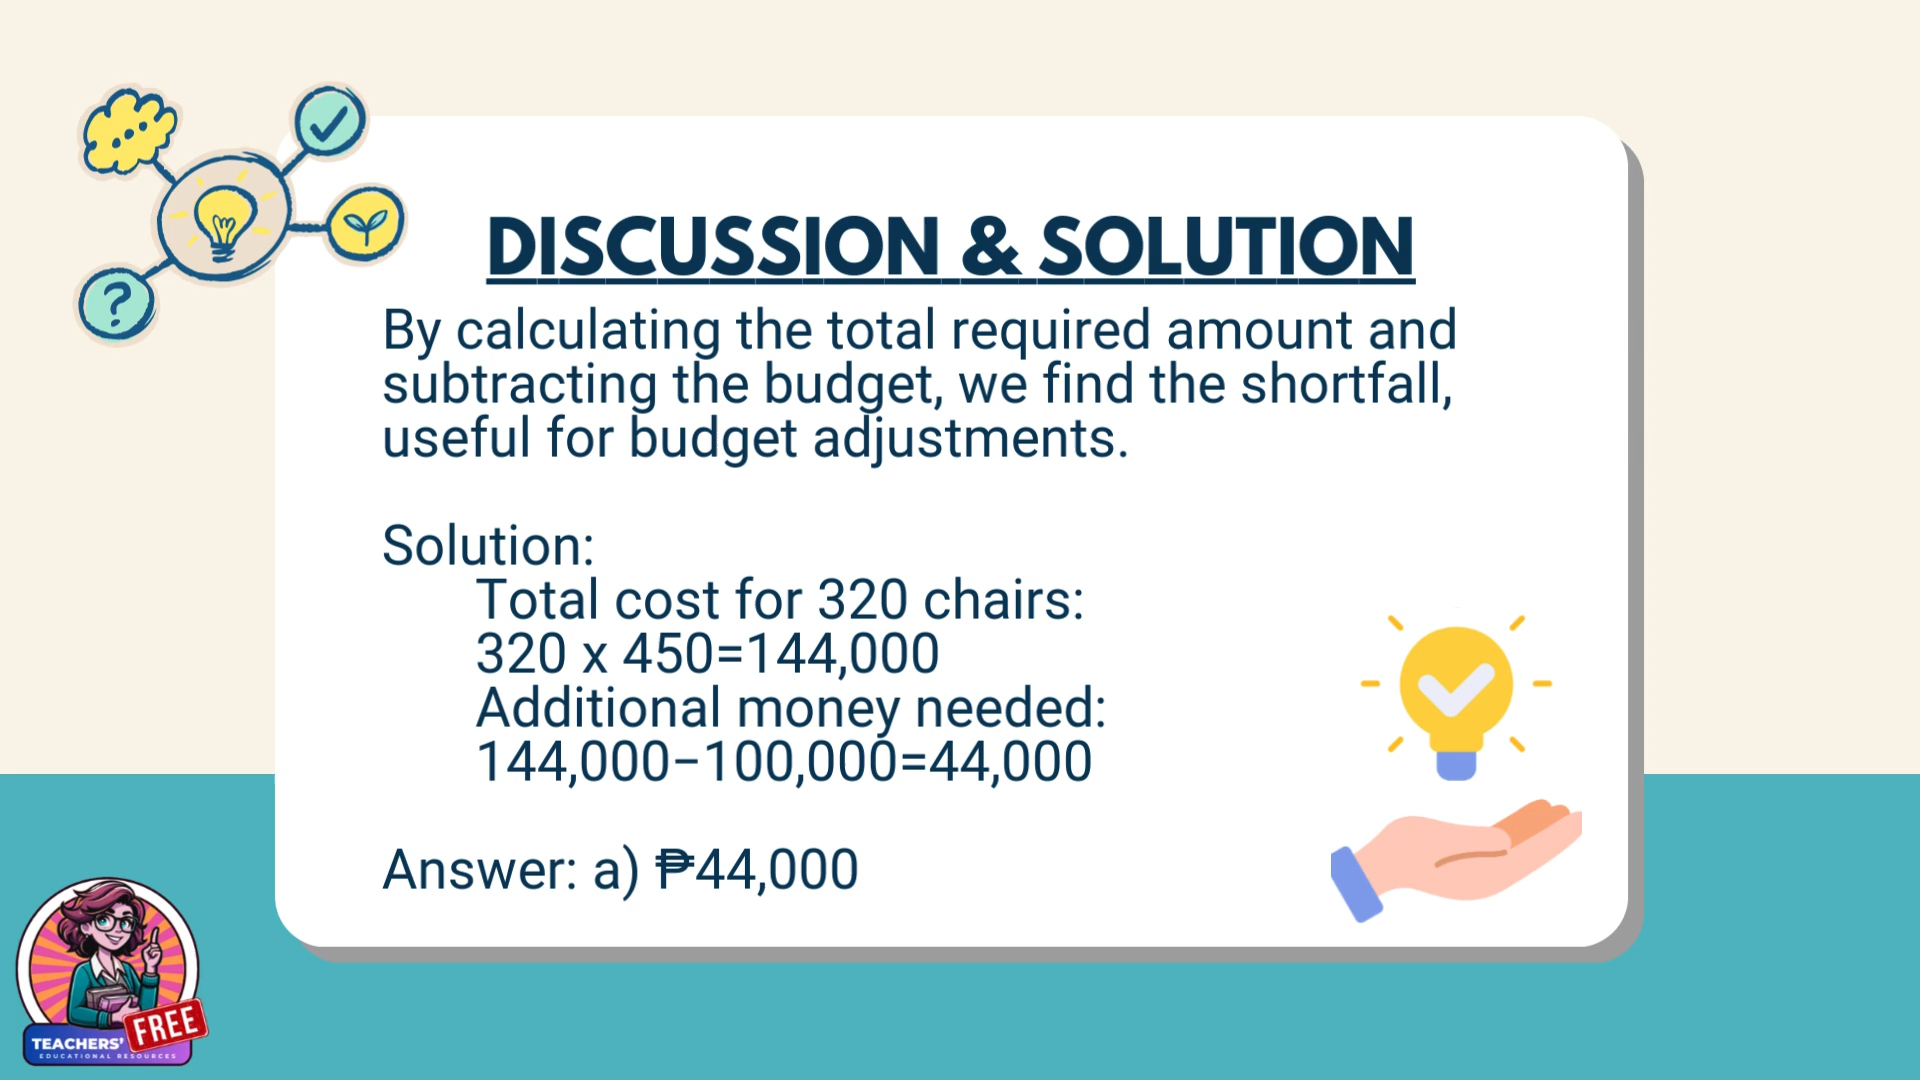 DISCUSSION & SOLUTION
By calculating the total required amount and
subtracting the budget, we find the shortfall,
useful for budget adjustments.
Solution:
Total cost for 320 chairs:
320 x 450=144,000
Additional money needed:
144,000−100,000=44,000
Answer: a) ₱44,000
TEACHERS'
FREE
EDUCATIONAL RESOURCES